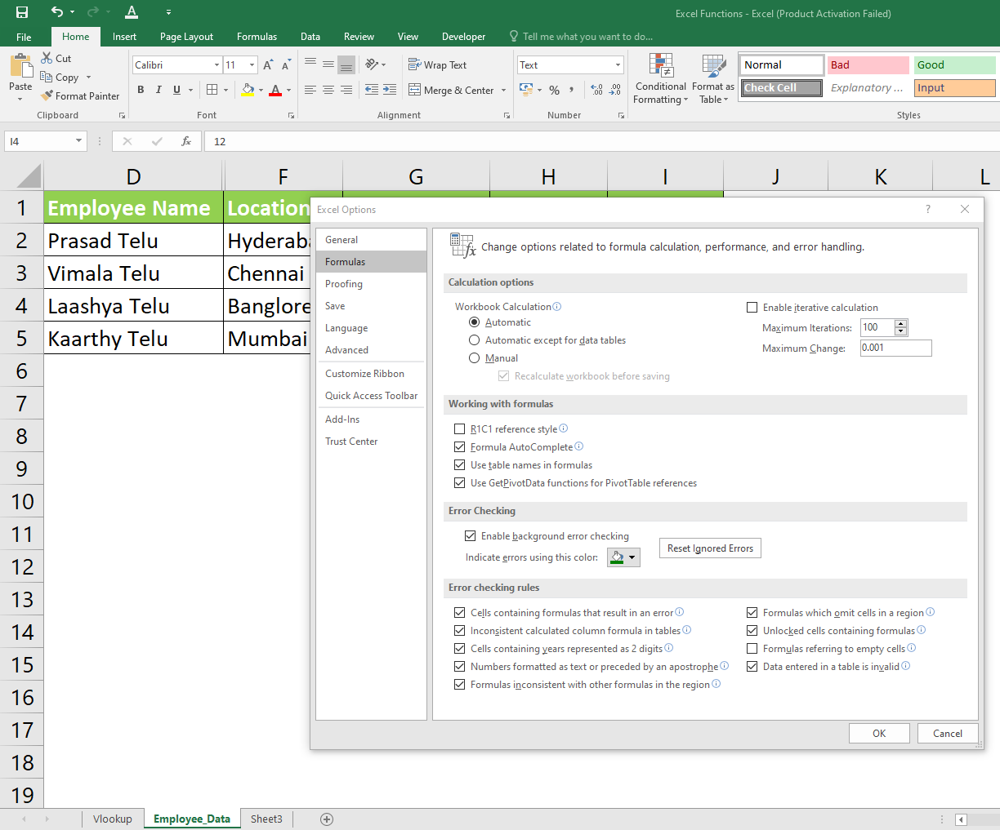 Excel Functions - Excel (Product Activation Failed)
File Home Insert Page Layout Formulas Data Review View Developer Tell me what you want to do...
Paste
Cut
Copy
Format Painter
Clipboard
Calibri 11
B I U
Font
Wrap Text
Merge & Center
Alignment
Text
% ,
Number
Conditional Formatting
Format as Table
Normal Bad Good
Check Cell Explanatory ... Input
Styles
I4 fx 12
D F G H I J K L
1 Employee Name Location
2 Prasad Telu Hyderaba
3 Vimala Telu Chennai
4 Laashya Telu Banglore
5 Kaarthy Telu Mumbai
6
7
8
9
10
11
12
13
14
15
16
17
18
19
Excel Options ?
General
Formulas
Proofing
Save
Language
Advanced
Customize Ribbon
Quick Access Toolbar
Add-Ins
Trust Center
Change options related to formula calculation, performance, and error handling.
Calculation options
Workbook Calculation
Automatic
Automatic except for data tables
Manual
Recalculate workbook before saving
Enable iterative calculation
Maximum Iterations: 100
Maximum Change: 0.001
Working with formulas
R1C1 reference style
Formula AutoComplete
Use table names in formulas
Use GetPivotData functions for PivotTable references
Error Checking
Enable background error checking
Indicate errors using this color:
Reset Ignored Errors
Error checking rules
Cells containing formulas that result in an error
Inconsistent calculated column formula in tables
Cells containing years represented as 2 digits
Numbers formatted as text or preceded by an apostrophe
Formulas inconsistent with other formulas in the region
Formulas which omit cells in a region
Unlocked cells containing formulas
Formulas referring to empty cells
Data entered in a table is invalid
OK Cancel
Vlookup Employee_Data Sheet3